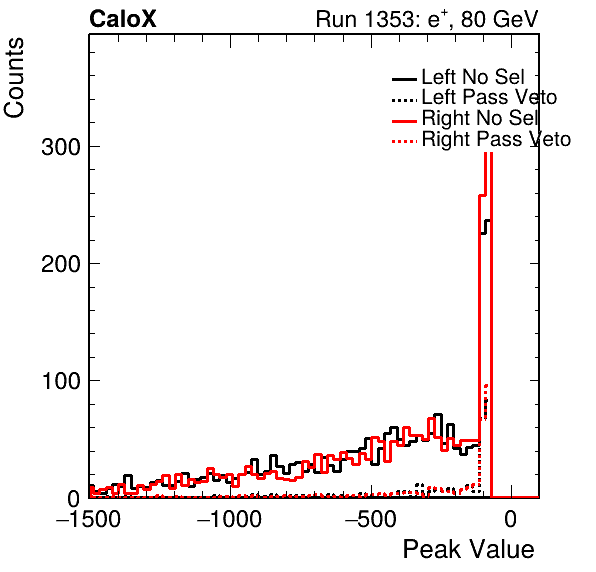 CaloX
Run 1353: e+, 80 GeV
Counts
Left No Sel
Left Pass Veto
Right No Sel
Right Pass Veto
300
200
100
0
−1500
−1000
−500
0
Peak Value